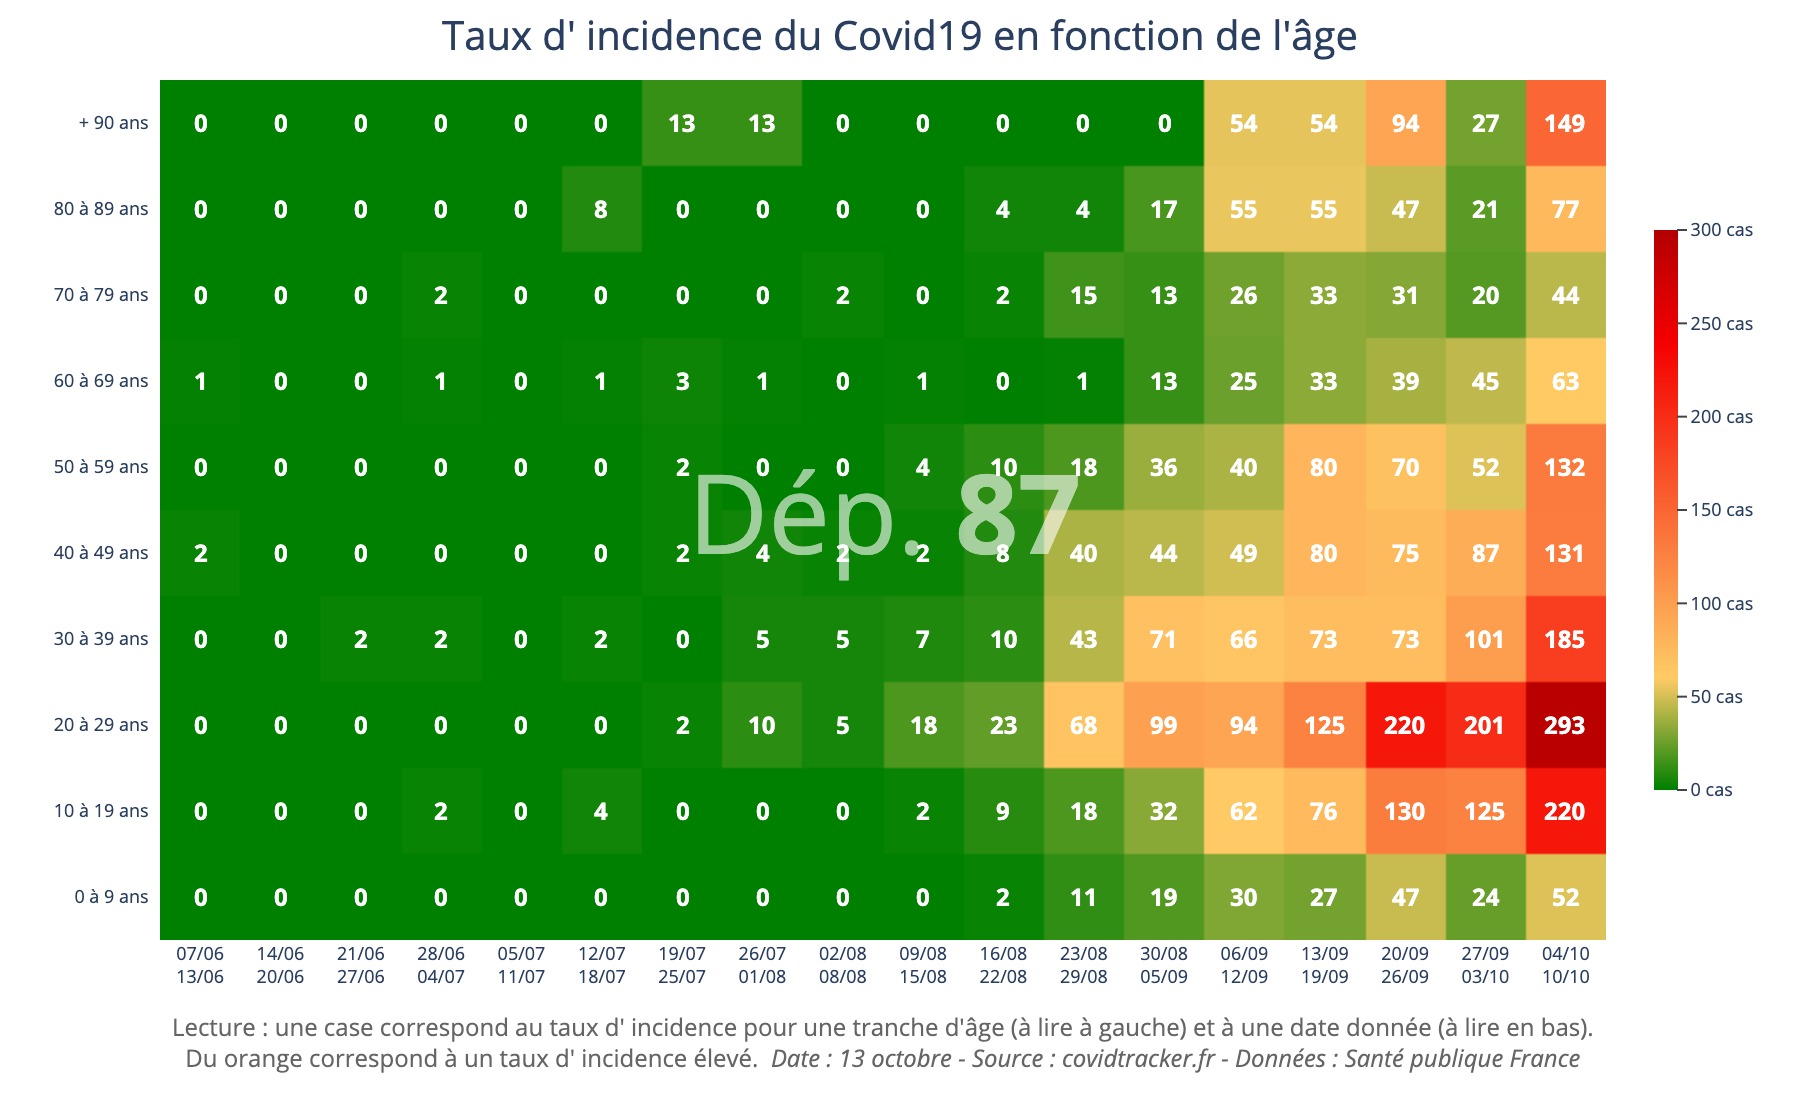 Taux d' incidence du Covid19 en fonction de l'âge
+ 90 ans 0 0 0 0 0 0 13 13 0 0 0 0 0 54 54 94 27 149
80 à 89 ans 0 0 0 0 0 8 0 0 0 0 4 4 17 55 55 47 21 77
70 à 79 ans 0 0 0 2 0 0 0 0 2 0 2 15 13 26 33 31 20 44
60 à 69 ans 1 0 0 1 0 1 3 1 0 1 0 1 13 25 33 39 45 63
50 à 59 ans 0 0 0 0 0 0 2 0 0 4 10 18 36 40 80 70 52 132
Dép. 87
40 à 49 ans 2 0 0 0 0 0 2 4 2 2 8 40 44 49 80 75 87 131
30 à 39 ans 0 0 2 2 0 2 0 5 5 7 10 43 71 66 73 73 101 185
20 à 29 ans 0 0 0 0 0 0 2 10 5 18 23 68 99 94 125 220 201 293
10 à 19 ans 0 0 0 2 0 4 0 0 0 2 9 18 32 62 76 130 125 220
0 à 9 ans 0 0 0 0 0 0 0 0 0 0 2 11 19 30 27 47 24 52
07/06 14/06 21/06 28/06 05/07 12/07 19/07 26/07 02/08 09/08 16/08 23/08 30/08 06/09 13/09 20/09 27/09 04/10
13/06 20/06 27/06 04/07 11/07 18/07 25/07 01/08 08/08 15/08 22/08 29/08 05/09 12/09 19/09 26/09 03/10 10/10
300 cas
250 cas
200 cas
150 cas
100 cas
50 cas
0 cas
Lecture : une case correspond au taux d' incidence pour une tranche d'âge (à lire à gauche) et à une date donnée (à lire en bas).
Du orange correspond à un taux d' incidence élevé. Date : 13 octobre - Source : covidtracker.fr - Données : Santé publique France